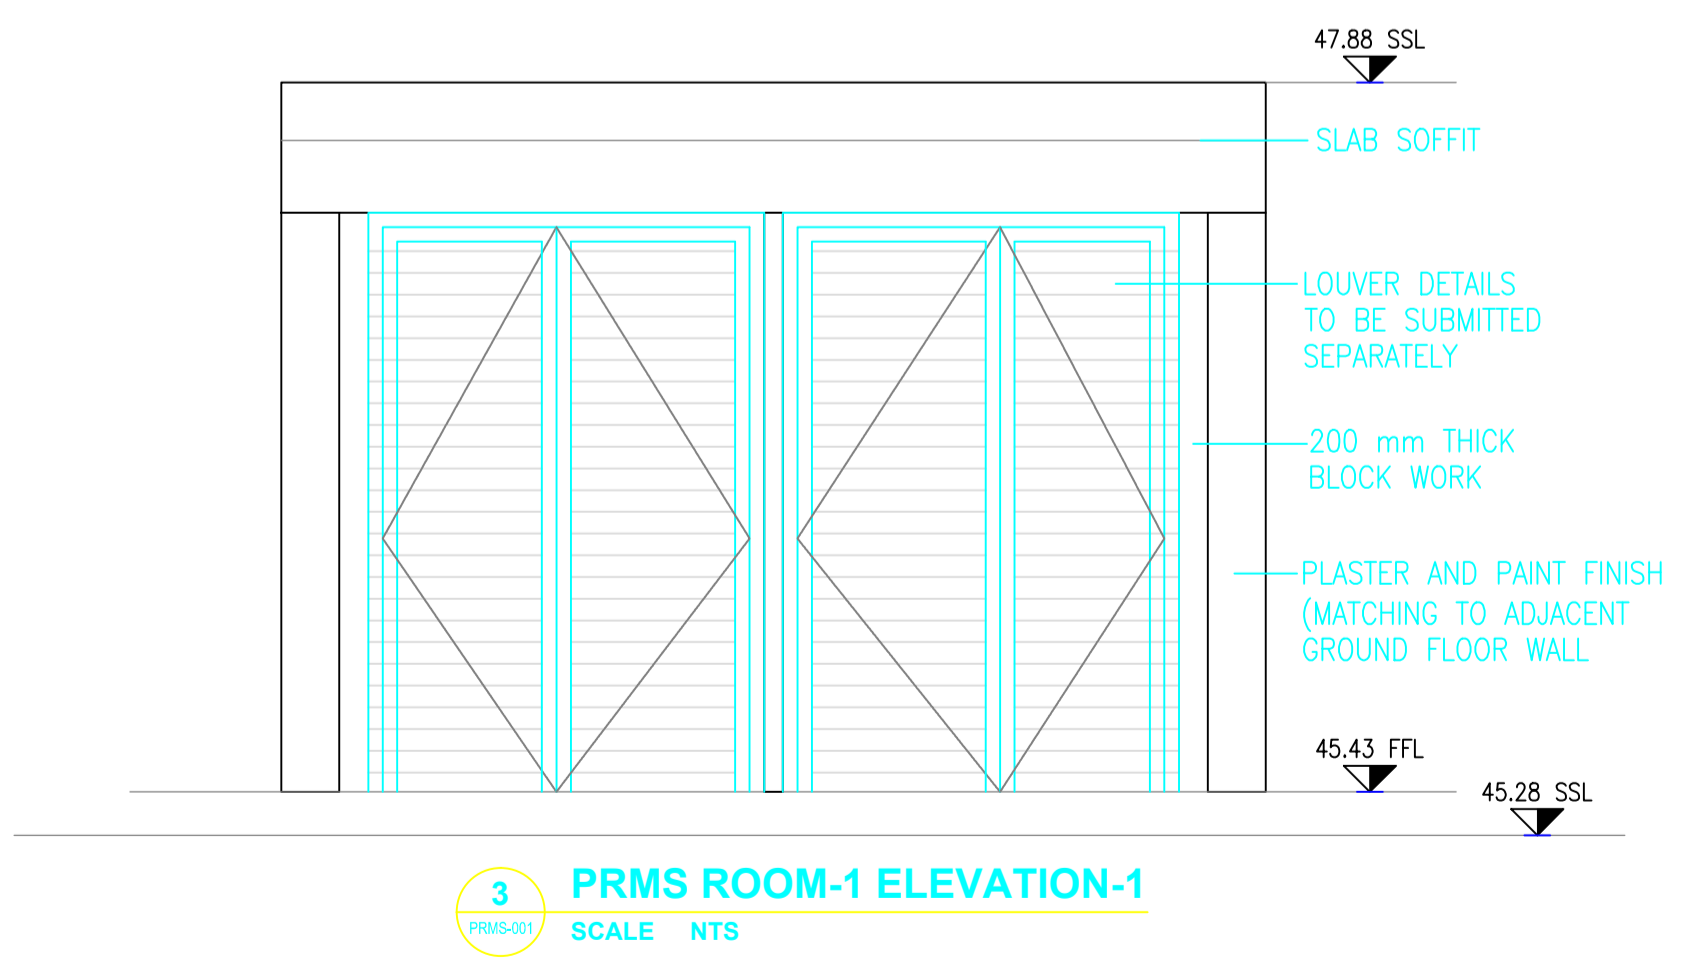 47.88 SSL
SLAB SOFFIT
LOUVER DETAILS
TO BE SUBMITTED
SEPARATELY
200 mm THICK
BLOCK WORK
PLASTER AND PAINT FINISH
(MATCHING TO ADJACENT
GROUND FLOOR WALL
45.43 FFL
45.28 SSL
3
PRMS-001
PRMS ROOM-1 ELEVATION-1
SCALE NTS